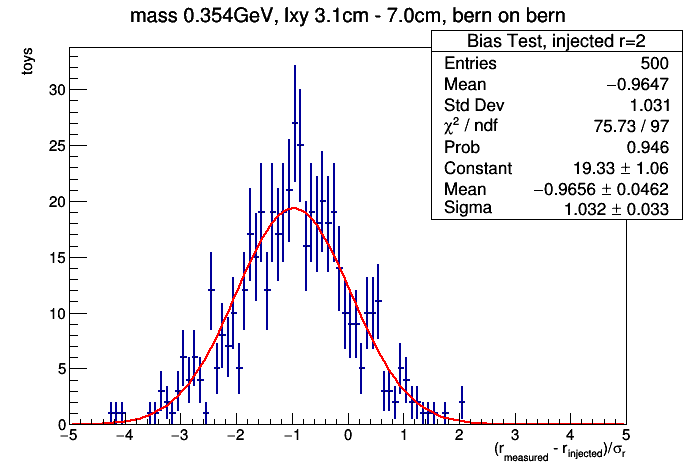 mass 0.354GeV, lxy 3.1cm - 7.0cm, bern on bern
toys
Bias Test, injected r=2
Entries 500
Mean −0.9647
Std Dev 1.031
χ² / ndf 75.73 / 97
Prob 0.946
Constant 19.33 ± 1.06
Mean −0.9656 ± 0.0462
Sigma 1.032 ± 0.033
30
25
20
15
10
5
0
−5 −4 −3 −2 −1 0 1 2 3 4 5
(r_measured - r_injected)/σ_r